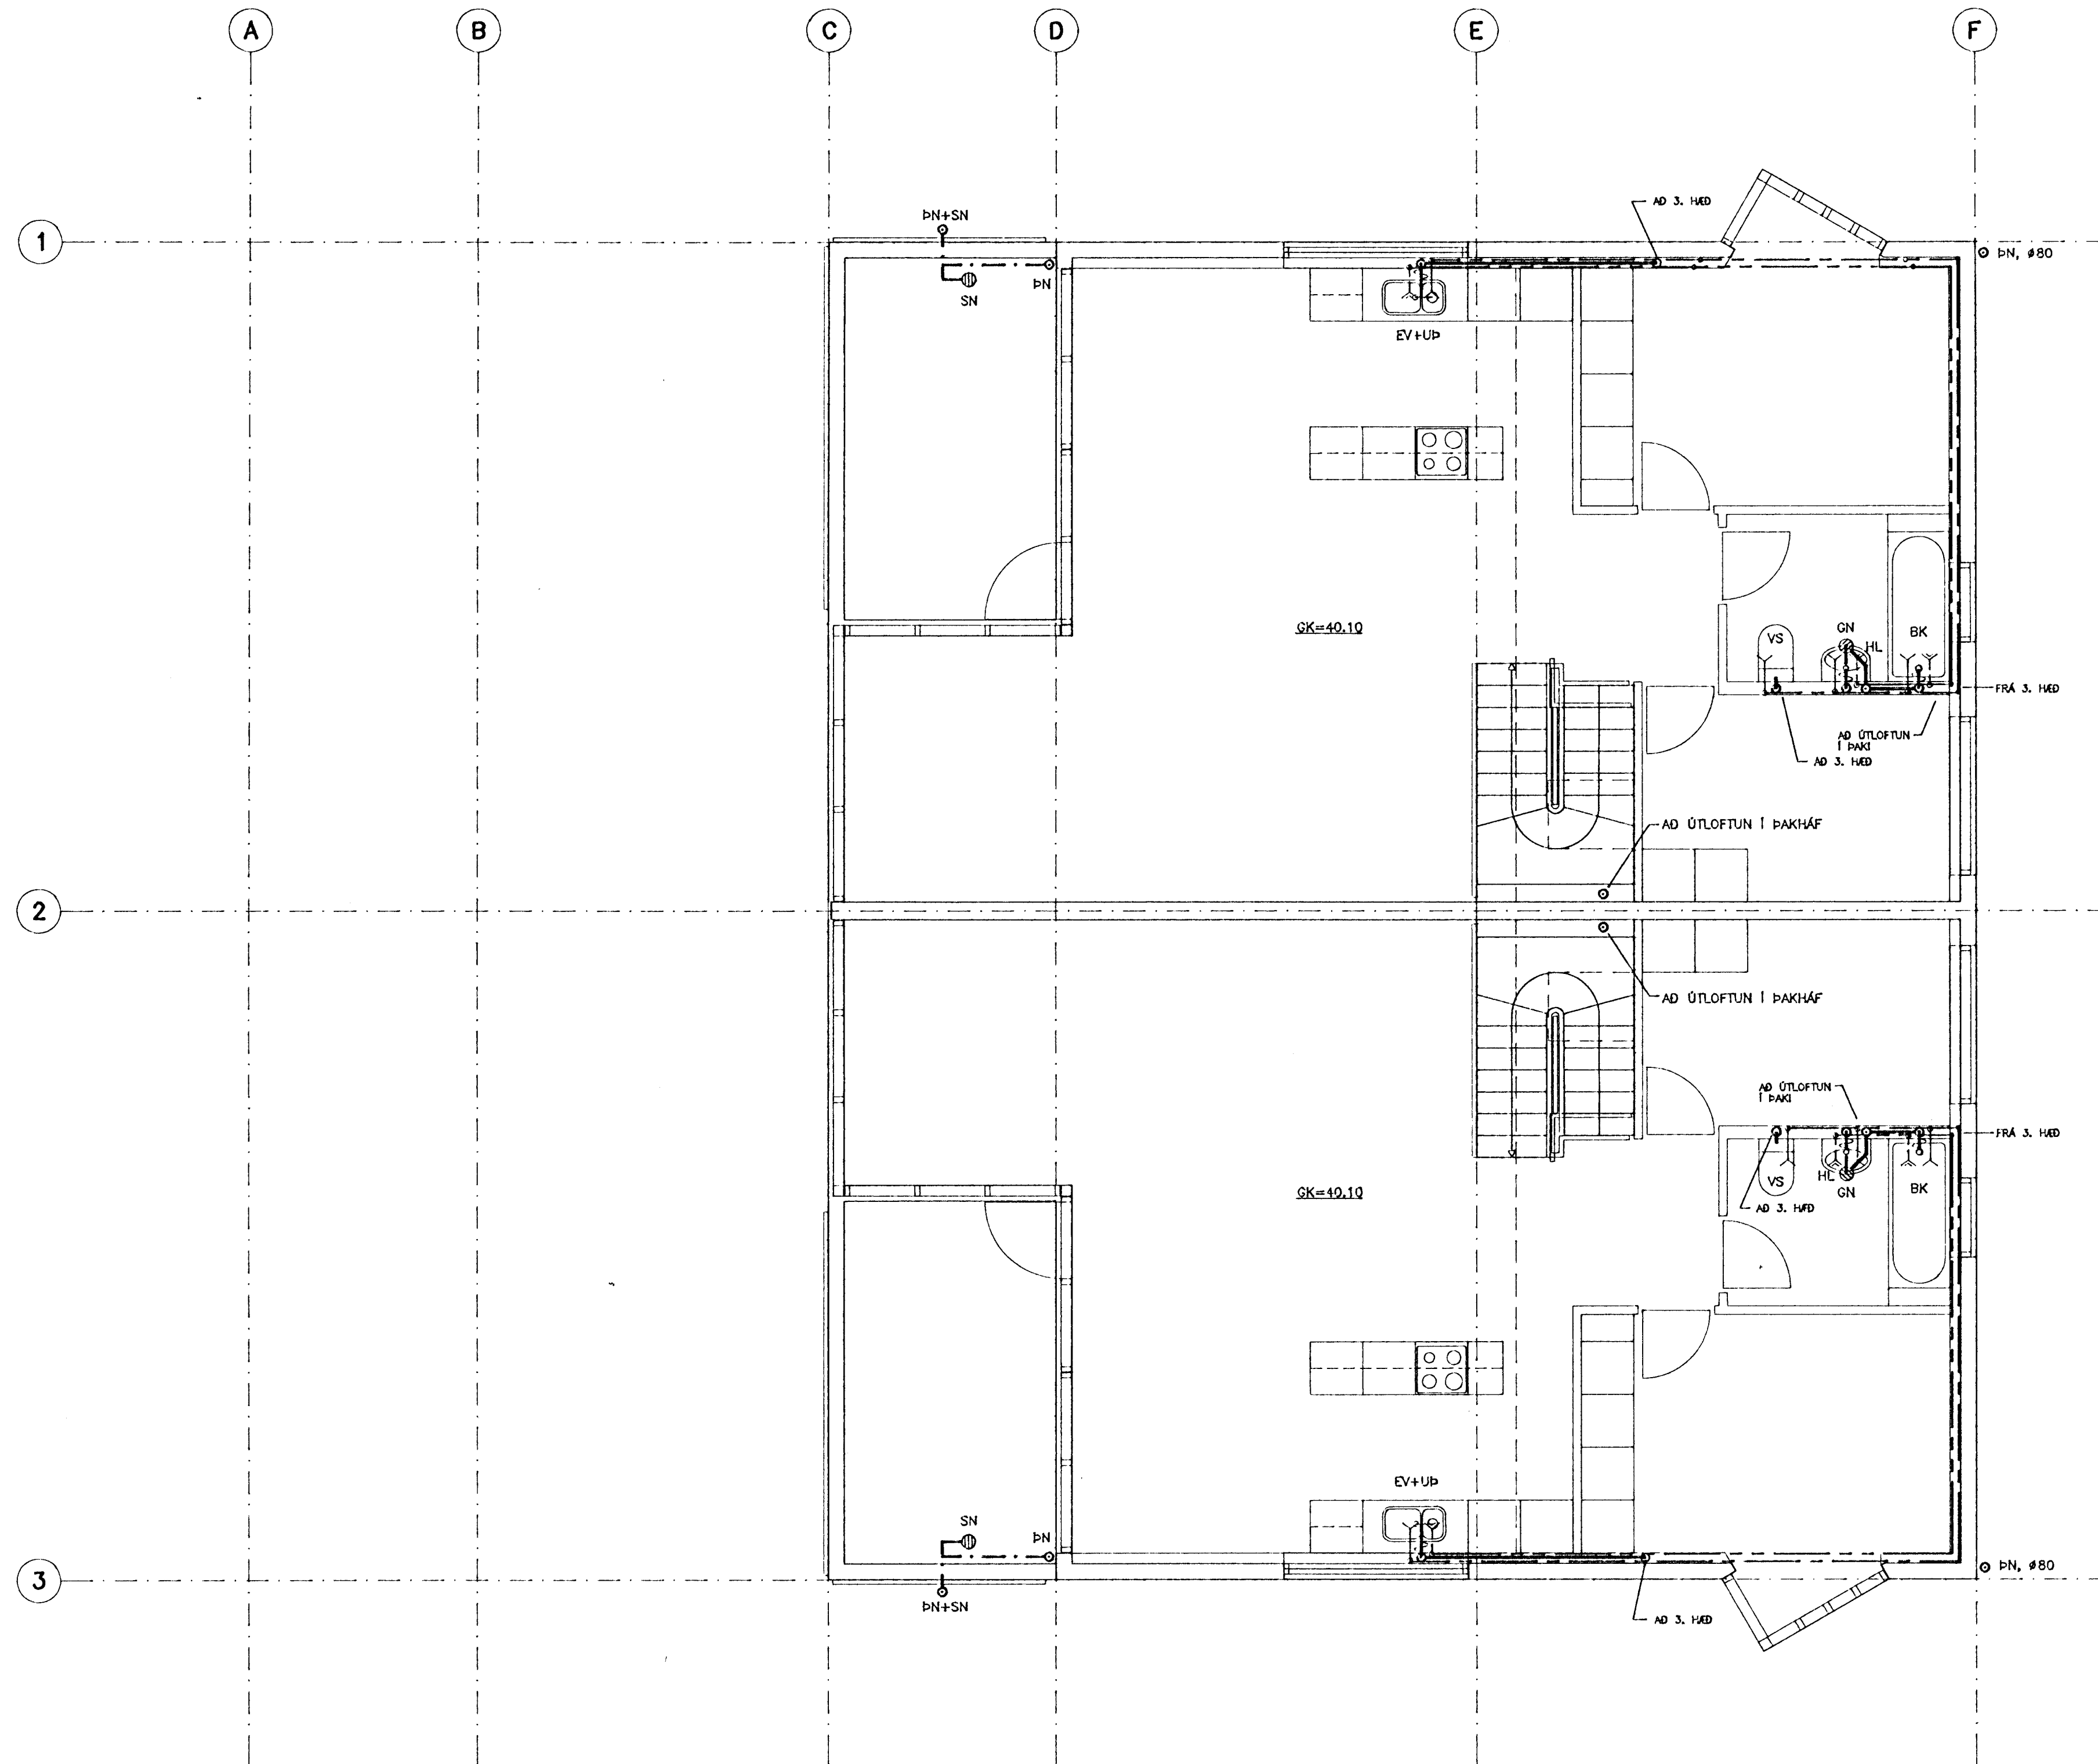 A
B
C
D
E
F
1
2
3
ÞN+SN
SN
ÞN
EV+UÞ
AÐ 3. HÆÐ
ÞN, ø80
GK=40.10
VS
GN
HL
BK
FRÁ 3. HÆÐ
AÐ ÚTLOFTUN
Í ÞAKI
AÐ 3. HÆÐ
AÐ ÚTLOFTUN Í ÞAKHÁF
AÐ ÚTLOFTUN Í ÞAKHÁF
AÐ ÚTLOFTUN
Í ÞAKI
FRÁ 3. HÆÐ
VS
HL
GN
BK
AÐ 3. HÆÐ
GK=40.10
EV+UÞ
SN
ÞN
ÞN+SN
AÐ 3. HÆÐ
ÞN, ø80